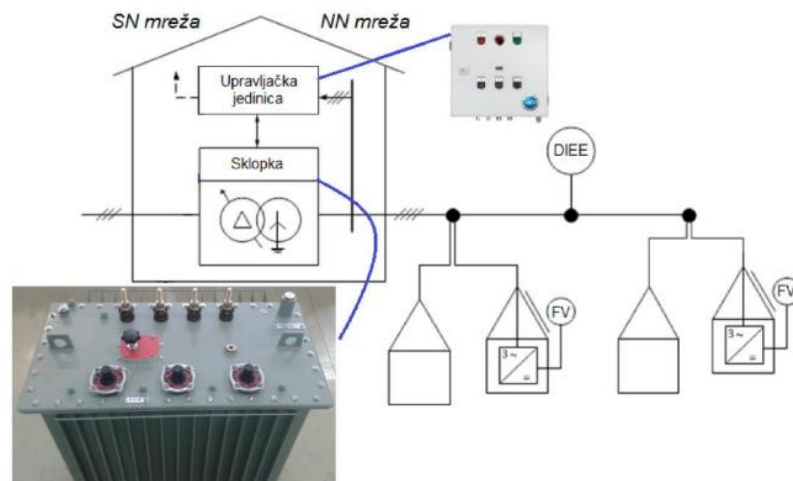 SN mreža
NN mreža
Upravljačka
jedinica
Sklopka
DIEE
FV
3~
=
FV
3~
=